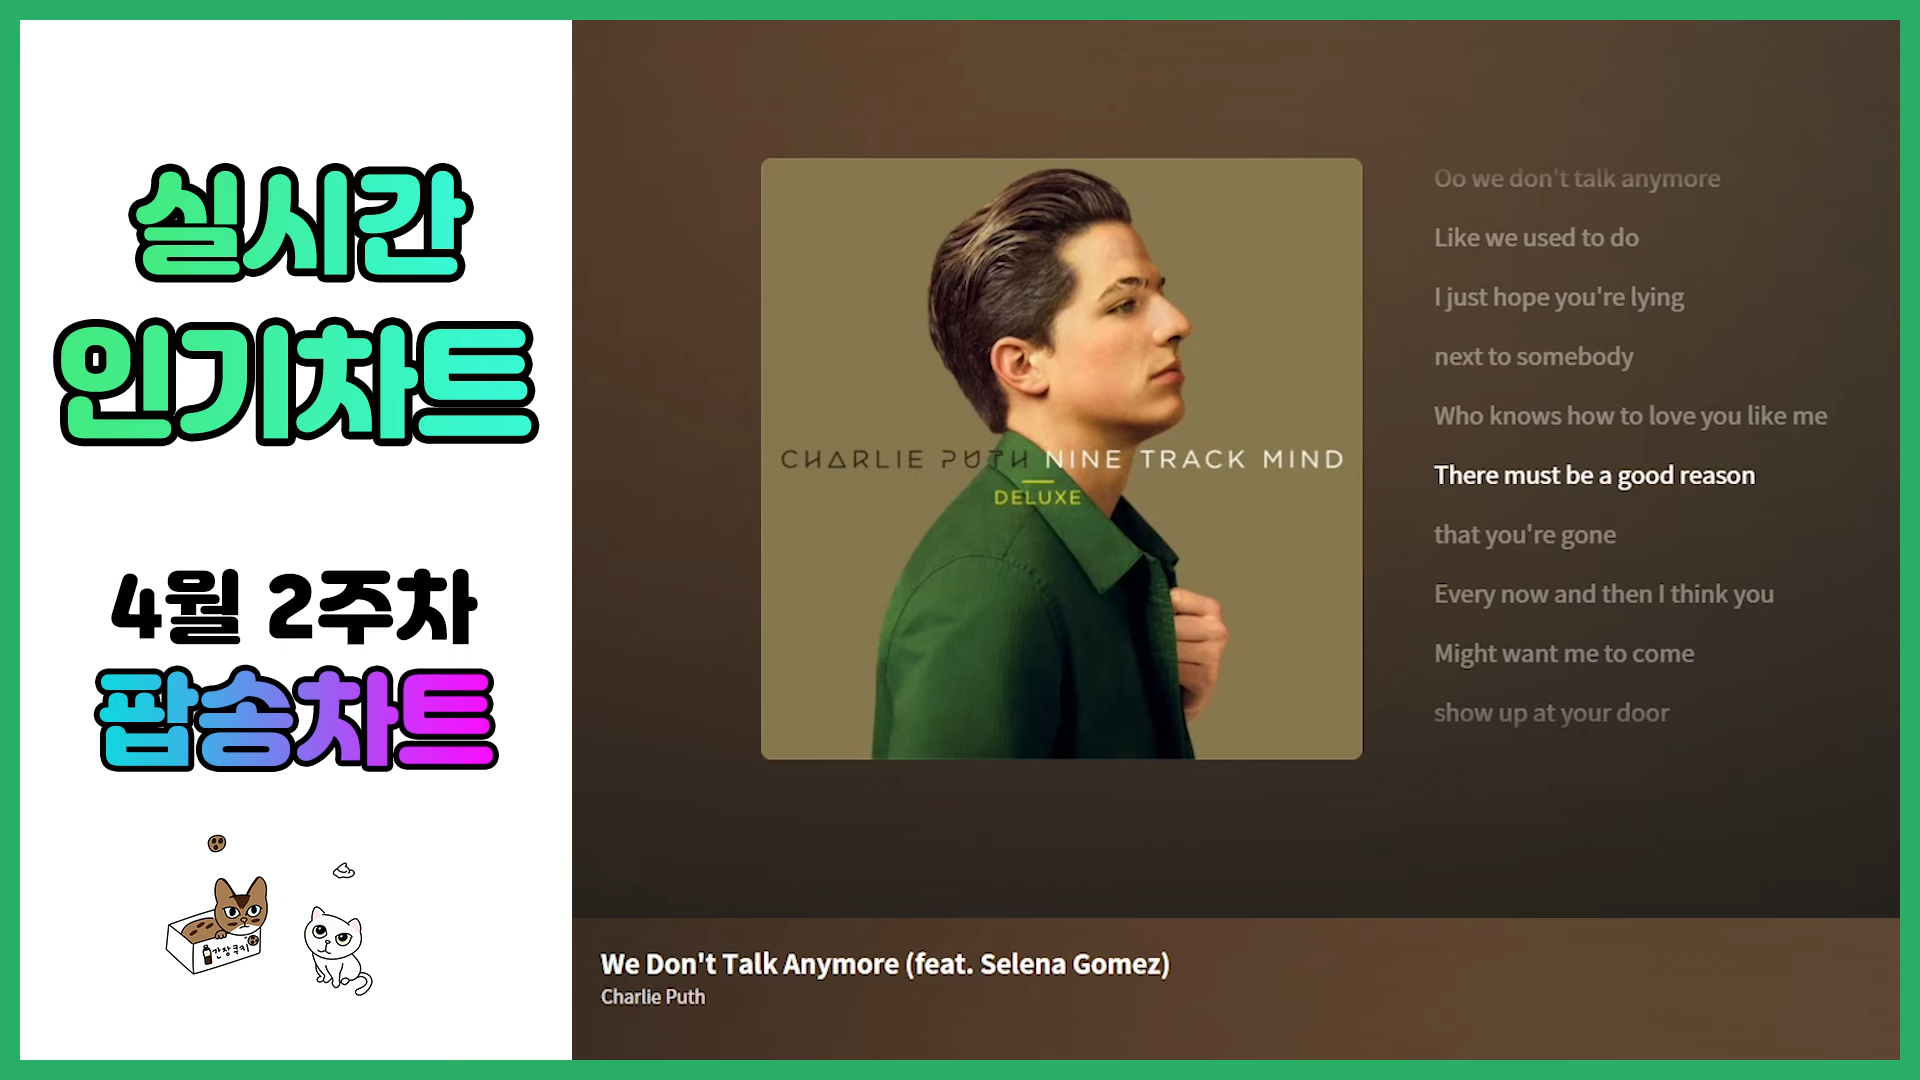 실시간
인기차트
4월 2주차
팝송차트
간장쿠키
CHARLIE PUTH NINE TRACK MIND
DELUXE
Oo we don't talk anymore
Like we used to do
I just hope you're lying
next to somebody
Who knows how to love you like me
There must be a good reason
that you're gone
Every now and then I think you
Might want me to come
show up at your door
We Don't Talk Anymore (feat. Selena Gomez)
Charlie Puth